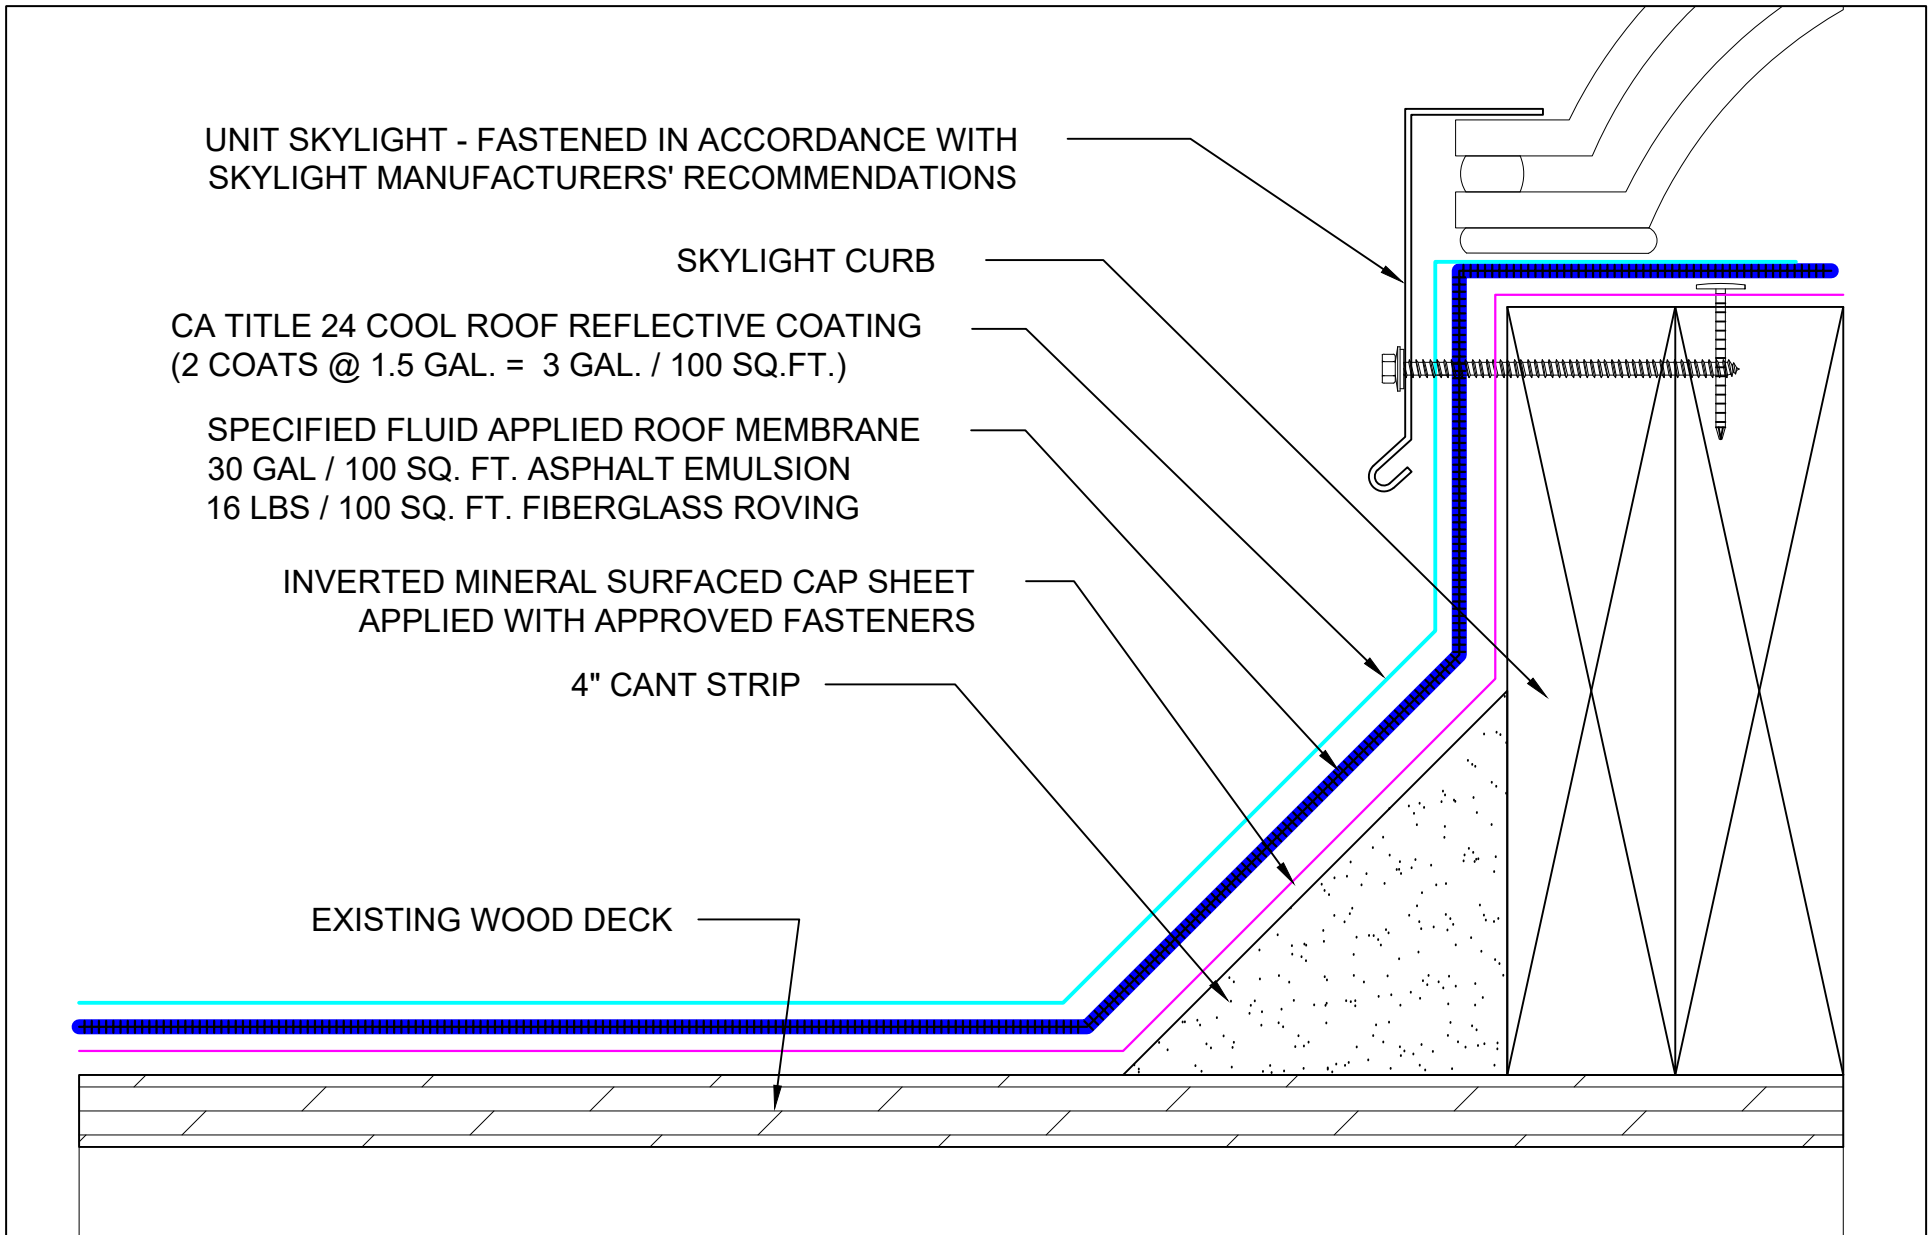 UNIT SKYLIGHT - FASTENED IN ACCORDANCE WITH
SKYLIGHT MANUFACTURERS' RECOMMENDATIONS
SKYLIGHT CURB
CA TITLE 24 COOL ROOF REFLECTIVE COATING
(2 COATS @ 1.5 GAL. =  3 GAL. / 100 SQ.FT.)
SPECIFIED FLUID APPLIED ROOF MEMBRANE
30 GAL / 100 SQ. FT. ASPHALT EMULSION
16 LBS / 100 SQ. FT. FIBERGLASS ROVING
INVERTED MINERAL SURFACED CAP SHEET
APPLIED WITH APPROVED FASTENERS
4" CANT STRIP
EXISTING WOOD DECK